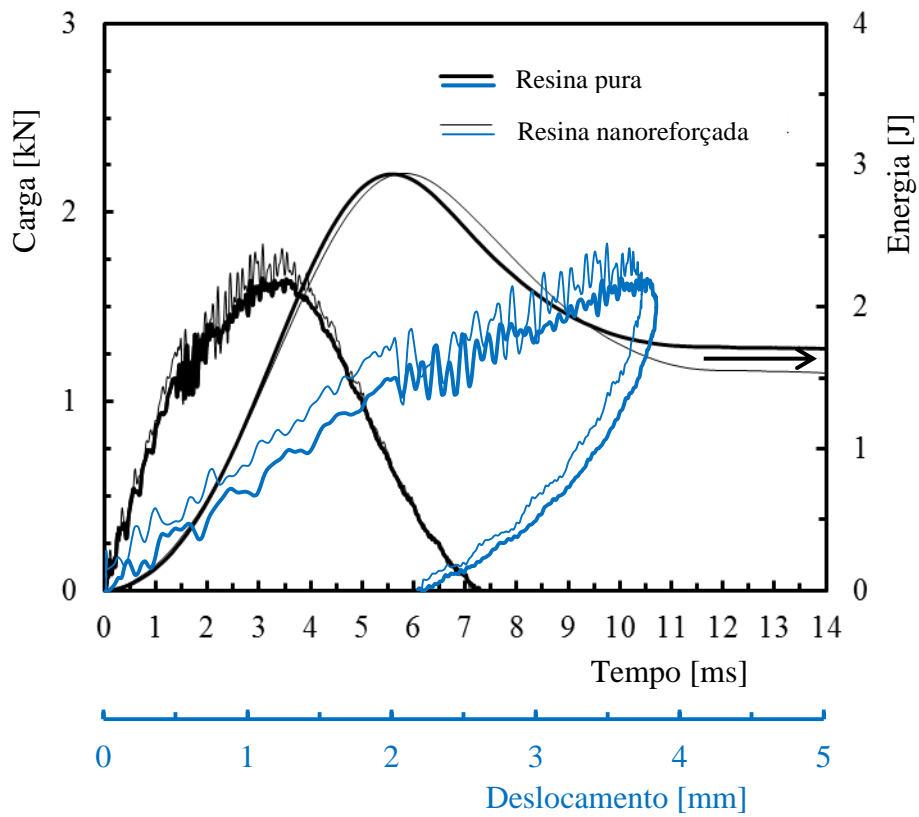 3
2
1
0
Carga [kN]
4
3
2
1
0
Energia [J]
Resina pura
Resina nanoreforçada
0 1 2 3 4 5 6 7 8 9 10 11 12 13 14
Tempo [ms]
0 1 2 3 4 5
Deslocamento [mm]